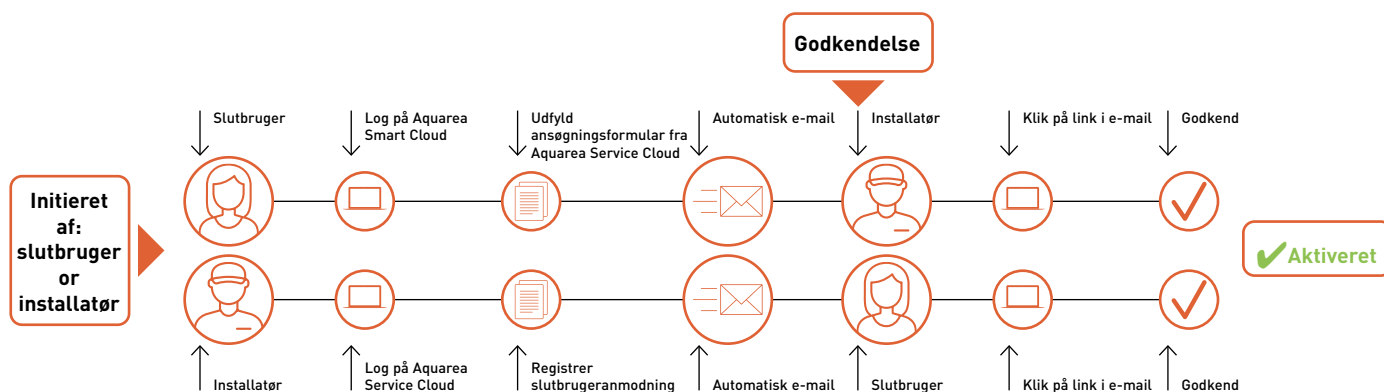 Godkendelse
Slutbruger
Log på Aquarea
Smart Cloud
Udfyld
ansøgningsformular fra
Aquarea Service Cloud
Automatisk e-mail
Installatør
Klik på link i e-mail
Godkend
Initieret
af:
slutbruger
or
installatør
Aktiveret
Installatør
Log på Aquarea
Service Cloud
Registrer
slutbrugeranmodning
Automatisk e-mail
Slutbruger
Klik på link i e-mail
Godkend